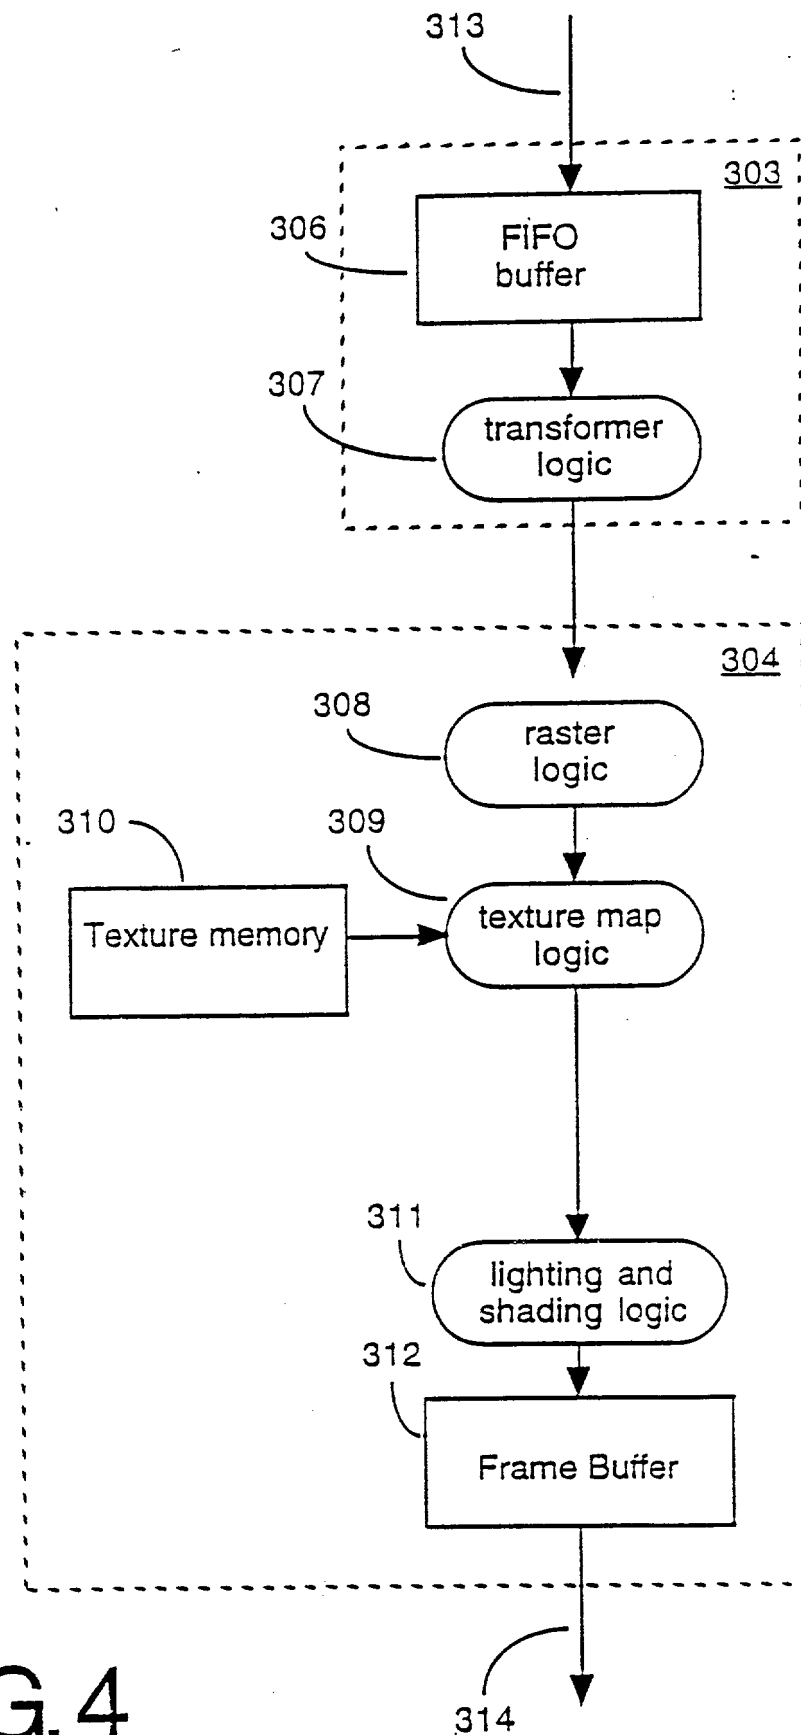 313
303
306
FIFO
buffer
307
transformer
logic
304
308
raster
logic
310
309
Texture memory
texture map
logic
311
lighting and
shading logic
312
Frame Buffer
314
G. 4